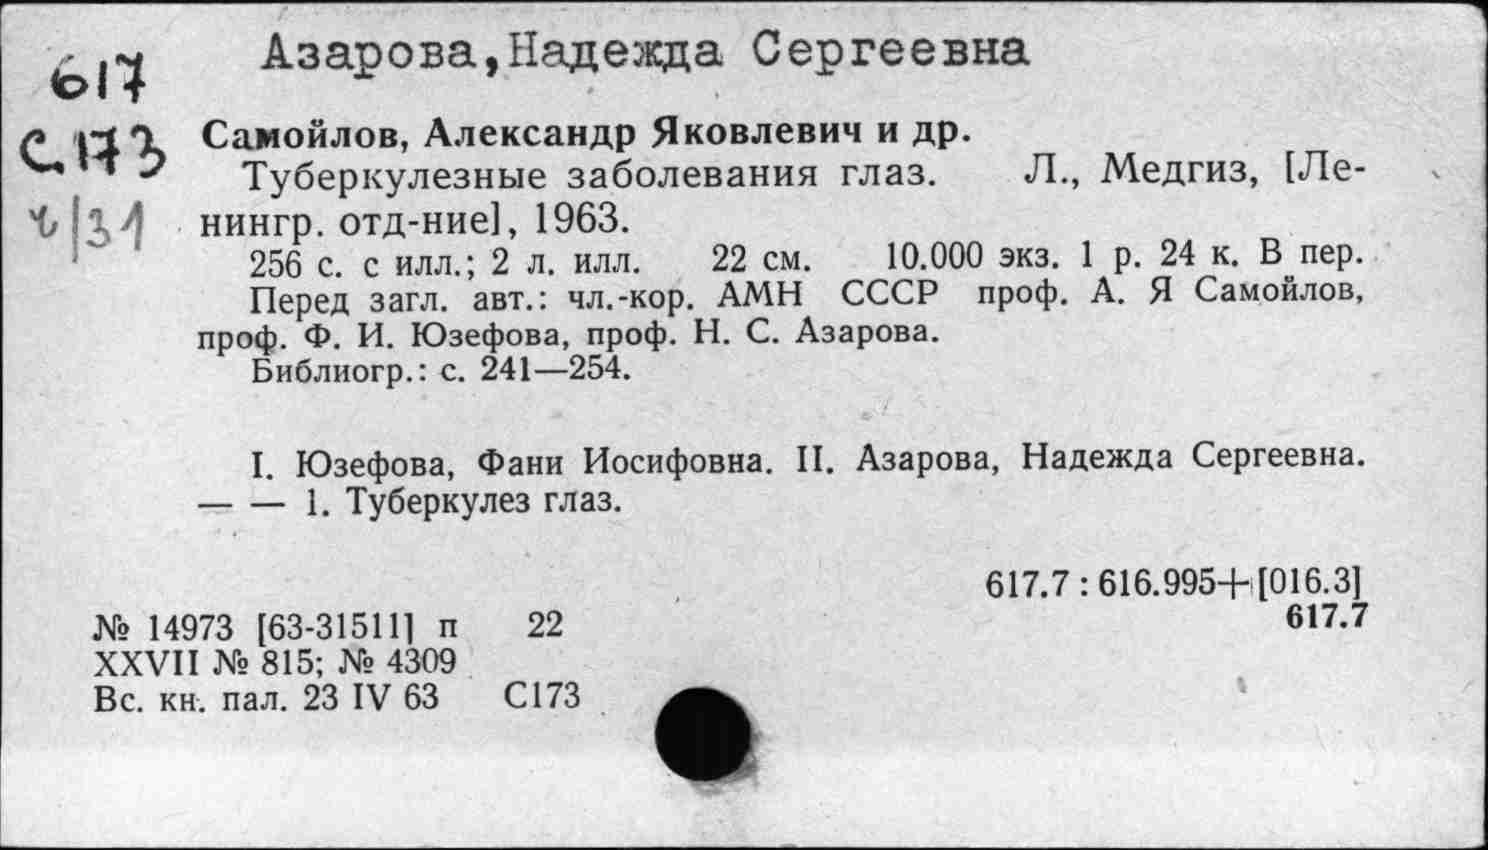 Азарова,Надежда Сергеевна
617
С.173
Самойлов, Александр Яковлевич и др.
Туберкулезные заболевания глаз. Л., Медгиз, [Ле-
нингр. отд-ние], 1963.
256 с. с илл.; 2 л. илл. 22 см. 10.000 экз. 1 р. 24 к. В пер.
Перед загл. авт.: чл.-кор. АМН СССР проф. А. Я Самойлов,
проф. Ф. И. Юзефова, проф. Н. С. Азарова.
Библиогр.: с. 241—254.
I. Юзефова, Фани Иосифовна. II. Азарова, Надежда Сергеевна.
— — 1. Туберкулез глаз.
617.7 : 616.995+[016.3]
617.7
№ 14973 [63-31511] п 22
XXVII № 815; № 4309
Вс. кн. пал. 23 IV 63 С173